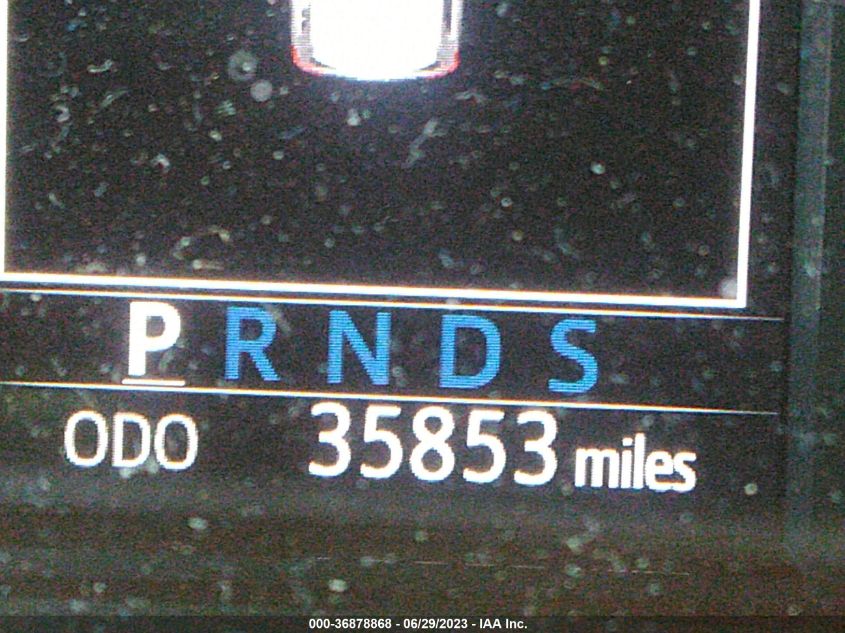 P R N D S
ODO 35853 miles
000-36878868 - 06/29/2023 - IAA Inc.